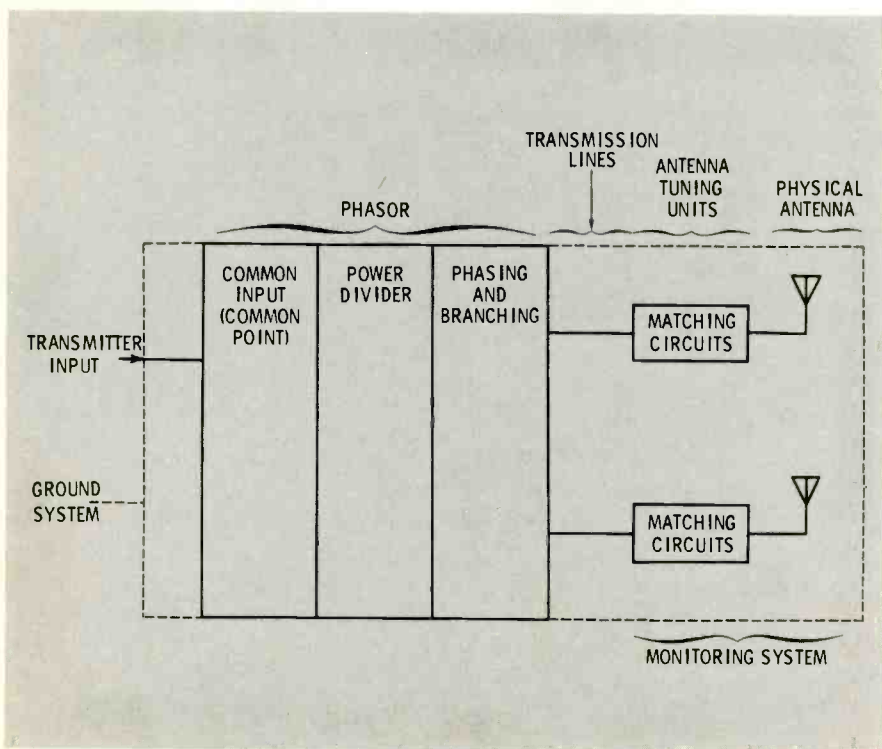 TRANSMISSION
LINES
ANTENNA
TUNING
UNITS
PHYSICAL
ANTENNA
PHASOR
COMMON
INPUT
(COMMON
POINT)
POWER
DIVIDER
PHASING
AND
BRANCHING
TRANSMITTER
INPUT
MATCHING
CIRCUITS
GROUND
SYSTEM
MATCHING
CIRCUITS
MONITORING SYSTEM